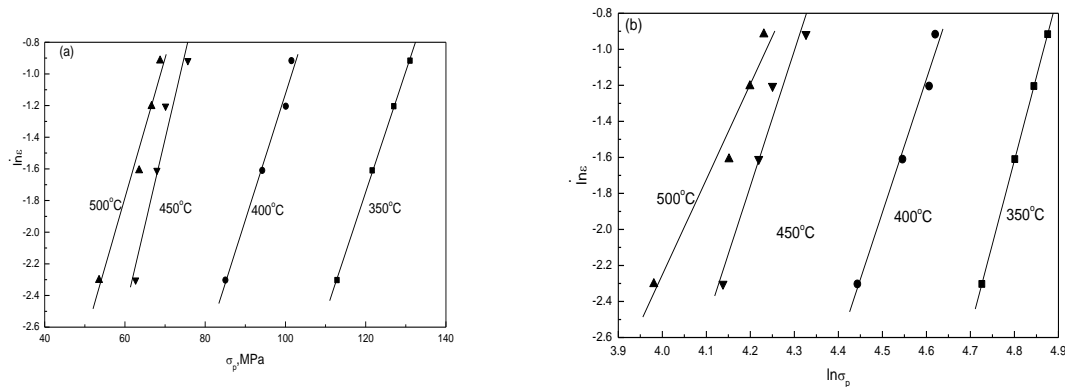 (a)
-0.8
-1.0
-1.2
-1.4
-1.6
-1.8
-2.0
-2.2
-2.4
-2.6
lnε̇
500°C
450°C
400°C
350°C
40 60 80 100 120 140
σp,MPa
(b)
-0.8
-1.0
-1.2
-1.4
-1.6
-1.8
-2.0
-2.2
-2.4
-2.6
lnε̇
500°C
450°C
400°C
350°C
3.9 4.0 4.1 4.2 4.3 4.4 4.5 4.6 4.7 4.8 4.9
lnσp